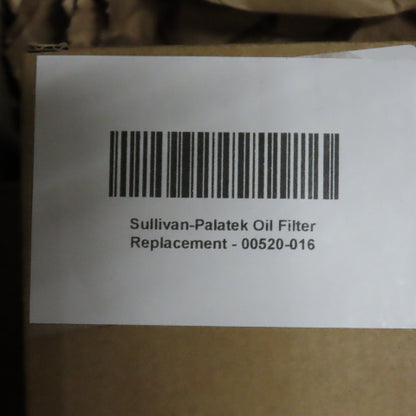 Sullivan-Palatek Oil Filter
Replacement - 00520-016